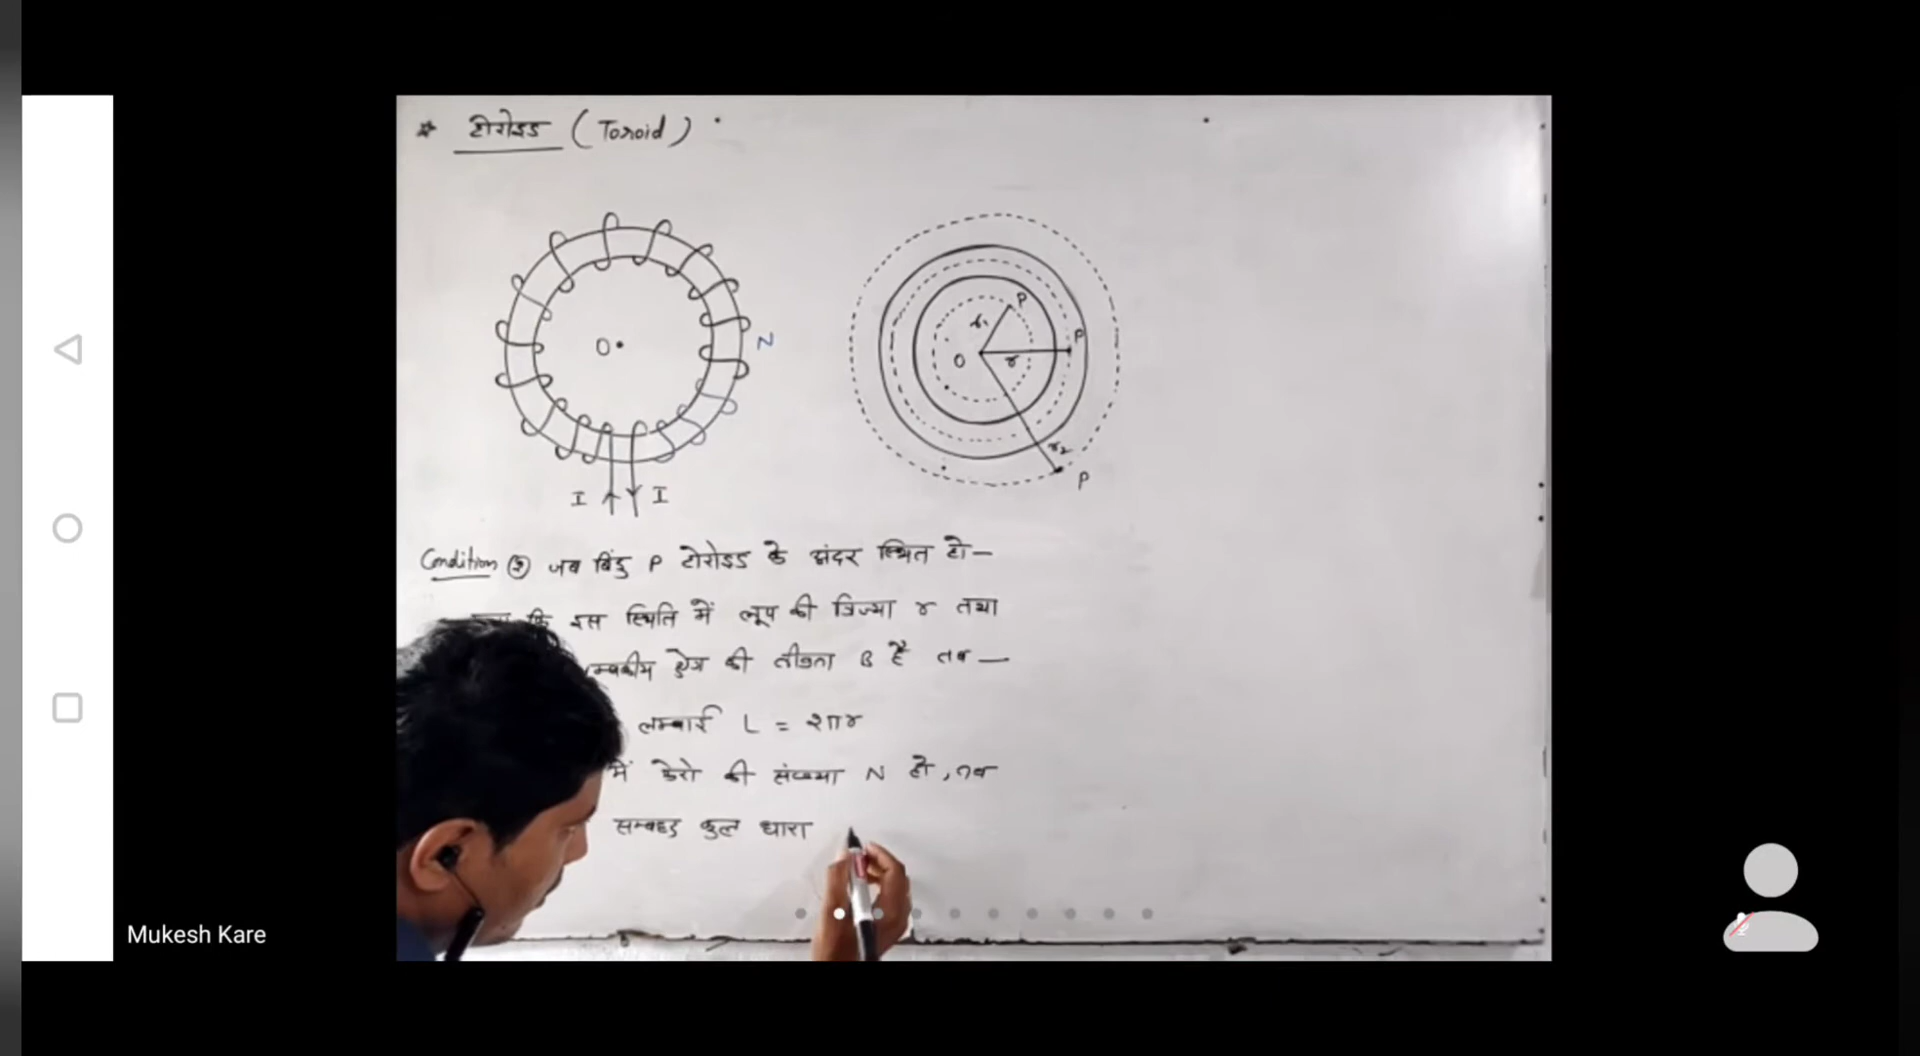 * टोरोइड (Toroid)
O
N
I
I
P
r₁
P
O
r
r₂
P
Condition ② जब बिंदु P टोरोइड के अंदर स्थित हो—
कि इस स्थिति में लूप की त्रिज्या r तथा
क्षेत्र की तीव्रता B है तब—
लम्बाई L = 2πr
में फेरो की संख्या N हो, तब
सम्बद्ध कुल धारा
Mukesh Kare